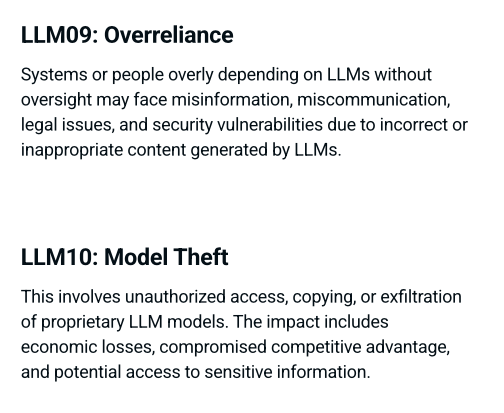 LLM09: Overreliance
Systems or people overly depending on LLMs without
oversight may face misinformation, miscommunication,
legal issues, and security vulnerabilities due to incorrect or
inappropriate content generated by LLMs.
LLM10: Model Theft
This involves unauthorized access, copying, or exfiltration
of proprietary LLM models. The impact includes
economic losses, compromised competitive advantage,
and potential access to sensitive information.